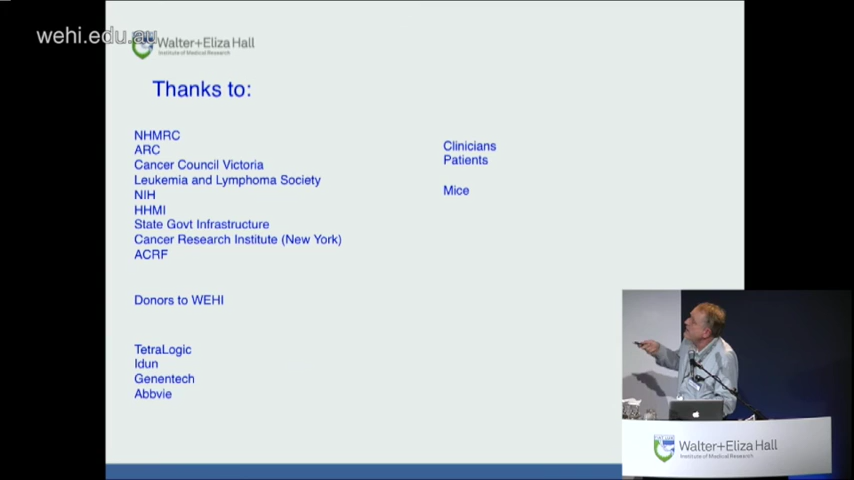 wehi.edu.au
Walter+Eliza Hall
Institute of Medical Research
Thanks to:
NHMRC
ARC
Cancer Council Victoria
Leukemia and Lymphoma Society
NIH
HHMI
State Govt Infrastructure
Cancer Research Institute (New York)
ACRF
Donors to WEHI
TetraLogic
Idun
Genentech
Abbvie
Clinicians
Patients
Mice
Walter+Eliza Hall
Institute of Medical Research